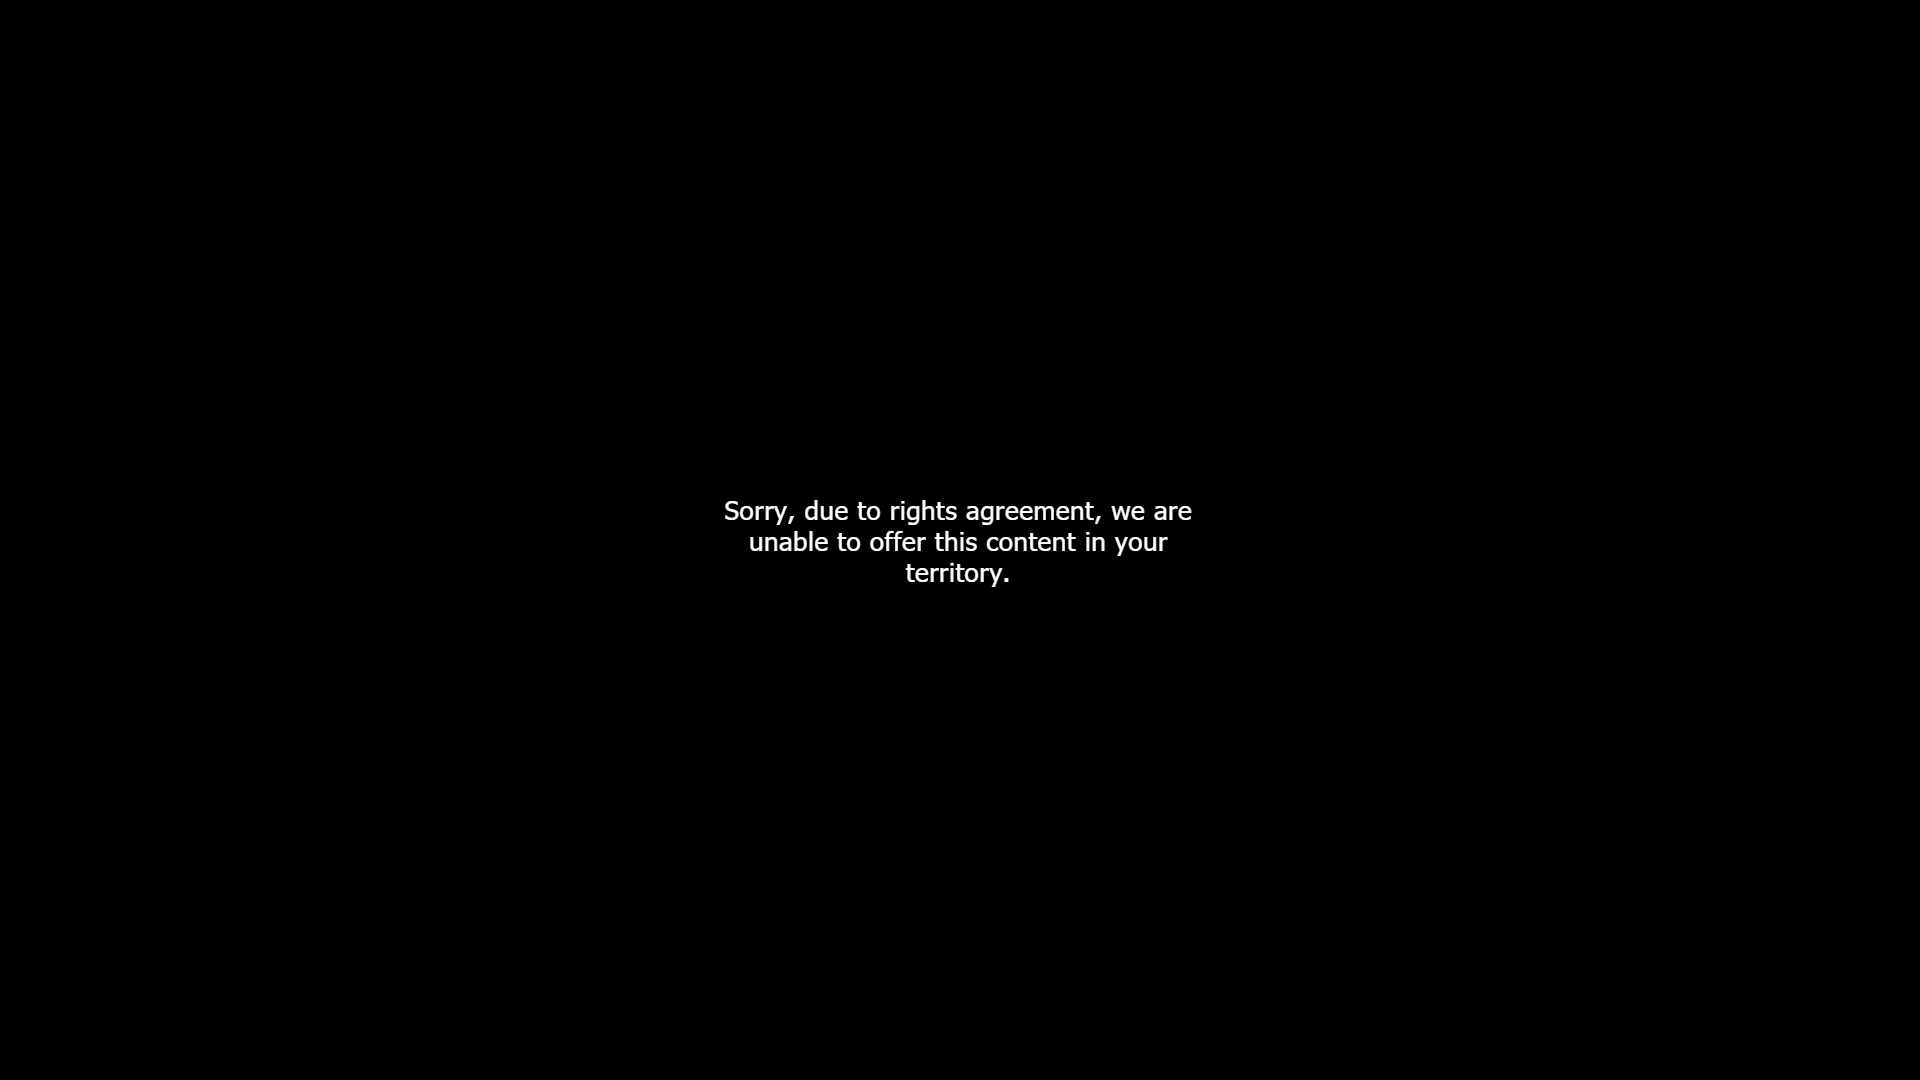 Sorry, due to rights agreement, we are
unable to offer this content in your
territory.